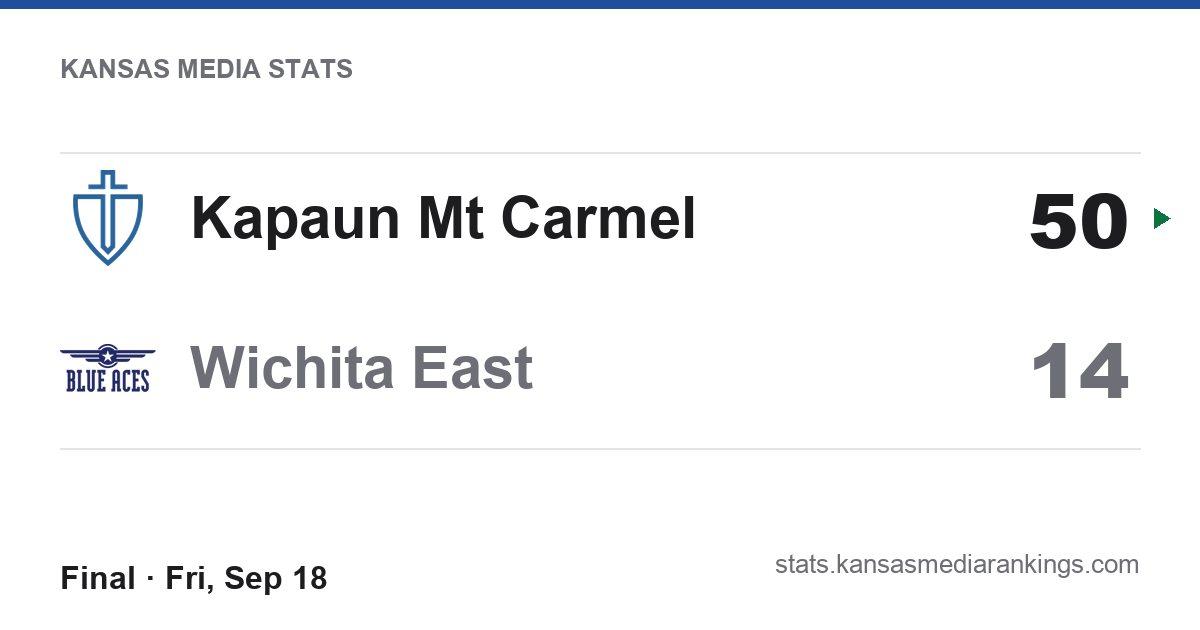 KANSAS MEDIA STATS
Kapaun Mt Carmel 50
BLUE ACES
Wichita East 14
Final · Fri, Sep 18
stats.kansasmediarankings.com